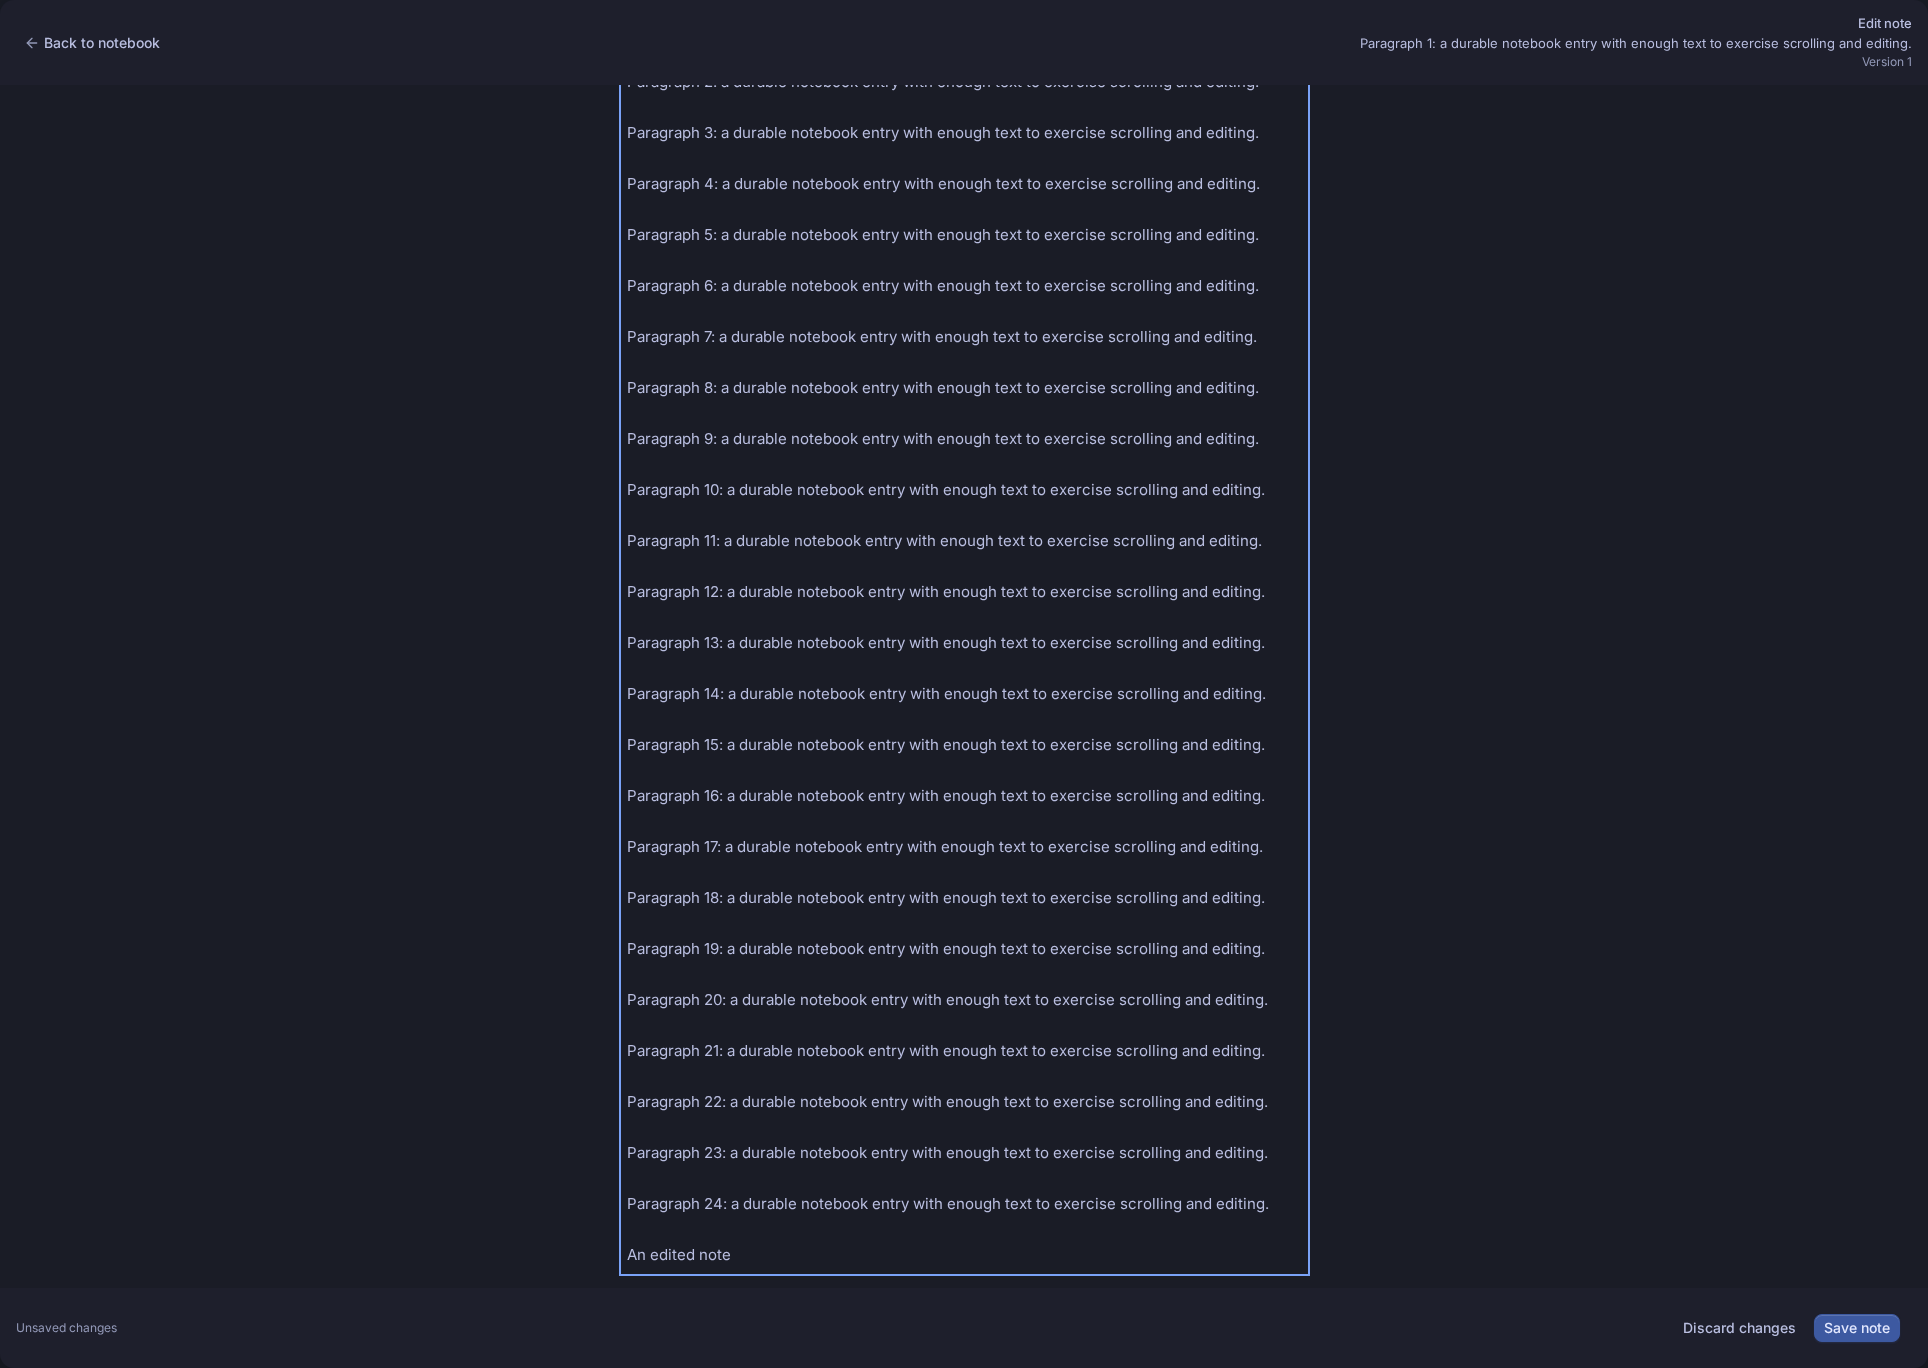 Back to notebook
Edit note
Paragraph 1: a durable notebook entry with enough text to exercise scrolling and editing.
Version 1
Paragraph 2: a durable notebook entry with enough text to exercise scrolling and editing.
Paragraph 3: a durable notebook entry with enough text to exercise scrolling and editing.
Paragraph 4: a durable notebook entry with enough text to exercise scrolling and editing.
Paragraph 5: a durable notebook entry with enough text to exercise scrolling and editing.
Paragraph 6: a durable notebook entry with enough text to exercise scrolling and editing.
Paragraph 7: a durable notebook entry with enough text to exercise scrolling and editing.
Paragraph 8: a durable notebook entry with enough text to exercise scrolling and editing.
Paragraph 9: a durable notebook entry with enough text to exercise scrolling and editing.
Paragraph 10: a durable notebook entry with enough text to exercise scrolling and editing.
Paragraph 11: a durable notebook entry with enough text to exercise scrolling and editing.
Paragraph 12: a durable notebook entry with enough text to exercise scrolling and editing.
Paragraph 13: a durable notebook entry with enough text to exercise scrolling and editing.
Paragraph 14: a durable notebook entry with enough text to exercise scrolling and editing.
Paragraph 15: a durable notebook entry with enough text to exercise scrolling and editing.
Paragraph 16: a durable notebook entry with enough text to exercise scrolling and editing.
Paragraph 17: a durable notebook entry with enough text to exercise scrolling and editing.
Paragraph 18: a durable notebook entry with enough text to exercise scrolling and editing.
Paragraph 19: a durable notebook entry with enough text to exercise scrolling and editing.
Paragraph 20: a durable notebook entry with enough text to exercise scrolling and editing.
Paragraph 21: a durable notebook entry with enough text to exercise scrolling and editing.
Paragraph 22: a durable notebook entry with enough text to exercise scrolling and editing.
Paragraph 23: a durable notebook entry with enough text to exercise scrolling and editing.
Paragraph 24: a durable notebook entry with enough text to exercise scrolling and editing.
An edited note
Unsaved changes
Discard changes
Save note